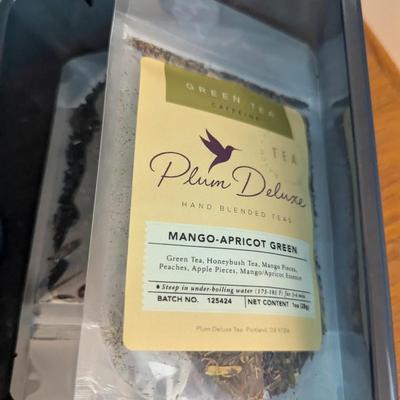 GREEN TEA
CAFFEINE
TEA
Plum Deluxe
HAND BLENDED TEAS
MANGO-APRICOT GREEN
Green Tea, Honeybush Tea, Mango Pieces,
Peaches, Apple Pieces, Mango/Apricot Essence
Steep in under-boiling water (175-185 F) for 3-4 mins
BATCH NO. 125424
NET CONTENT 1oz (28g)
Plum Deluxe Tea Portland, OR 97206